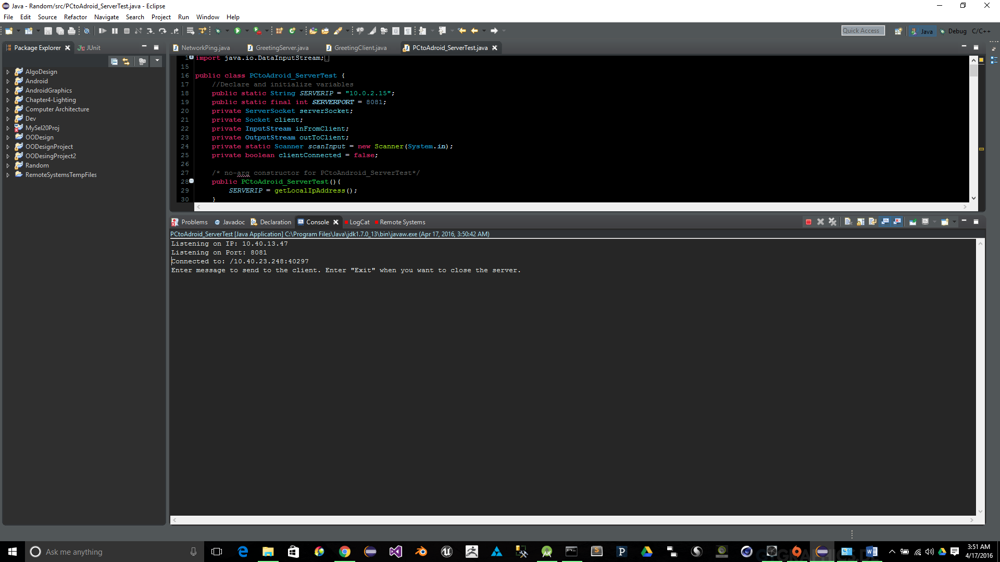 Java - Random/src/PCtoAdroid_ServerTest.java - Eclipse
File Edit Source Refactor Navigate Search Project Run Window Help
Quick Access
Java
Debug
C/C++
Package Explorer
JUnit
AlgoDesign
Android
AndroidGraphics
Chapter4-Lighting
Computer Architecture
Dev
MySel20Proj
OODesign
OODesignProject
OODesingProject2
Random
RemoteSystemsTempFiles
NetworkPing.java
GreetingServer.java
GreetingClient.java
PCtoAdroid_ServerTest.java
1 import java.io.DataInputStream;
15
16 public class PCtoAdroid_ServerTest {
17 //Declare and initialize variables
18 public static String SERVERIP = "10.0.2.15";
19 public static final int SERVERPORT = 8081;
20 private ServerSocket serverSocket;
21 private Socket client;
22 private InputStream inFromClient;
23 private OutputStream outToClient;
24 private static Scanner scanInput = new Scanner(System.in);
25 private boolean clientConnected = false;
26
27 /* no-arg constructor for PCtoAndroid_ServerTest*/
28 public PCtoAdroid_ServerTest(){
29 SERVERIP = getLocalIpAddress();
30 }
Problems
Javadoc
Declaration
Console
LogCat
Remote Systems
PCtoAdroid_ServerTest [Java Application] C:\Program Files\Java\jdk1.7.0_13\bin\javaw.exe (Apr 17, 2016, 3:50:42 AM)
Listening on IP: 10.40.13.47
Listening on Port: 8081
Connected to: /10.40.23.248:40297
Enter message to send to the client. Enter "Exit" when you want to close the server.
Ask me anything
3:51 AM
4/17/2016